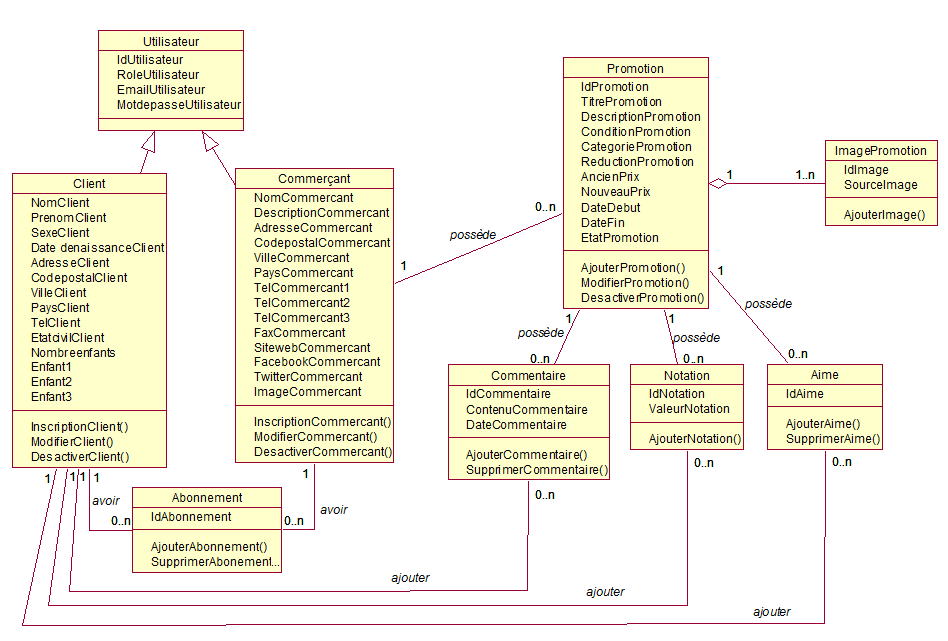 Utilisateur
IdUtilisateur
RoleUtilisateur
EmailUtilisateur
MotdepasseUtilisateur
Client
NomClient
PrenomClient
SexeClient
Date denaissanceClient
AdresseClient
CodepostalClient
VilleClient
PaysClient
TelClient
EtatcivilClient
Nombreenfants
Enfant1
Enfant2
Enfant3
InscriptionClient()
ModifierClient()
DesactiverClient()
Commerçant
NomCommercant
DescriptionCommercant
AdresseCommercant
CodepostalCommercant
VilleCommercant
PaysCommercant
TelCommercant1
TelCommercant2
TelCommercant3
FaxCommercant
SitewebCommercant
FacebookCommercant
TwitterCommercant
ImageCommercant
InscriptionCommercant()
ModifierCommercant()
DesactiverCommercant()
1
possède
0..n
Promotion
IdPromotion
TitrePromotion
DescriptionPromotion
ConditionPromotion
CategoriePromotion
ReductionPromotion
AncienPrix
NouveauPrix
DateDebut
DateFin
EtatPromotion
AjouterPromotion()
ModifierPromotion()
DesactiverPromotion()
1
1..n
ImagePromotion
IdImage
SourceImage
AjouterImage()
1
possède
0..n
1
possède
0..n
1
possède
0..n
Commentaire
IdCommentaire
ContenuCommentaire
DateCommentaire
AjouterCommentaire()
SupprimerCommentaire()
Notation
IdNotation
ValeurNotation
AjouterNotation()
Aime
IdAime
AjouterAime()
SupprimerAime()
1
1
1
1
avoir
0..n
Abonnement
IdAbonnement
AjouterAbonnement()
SupprimerAbonement...
1
avoir
0..n
0..n
0..n
0..n
ajouter
ajouter
ajouter